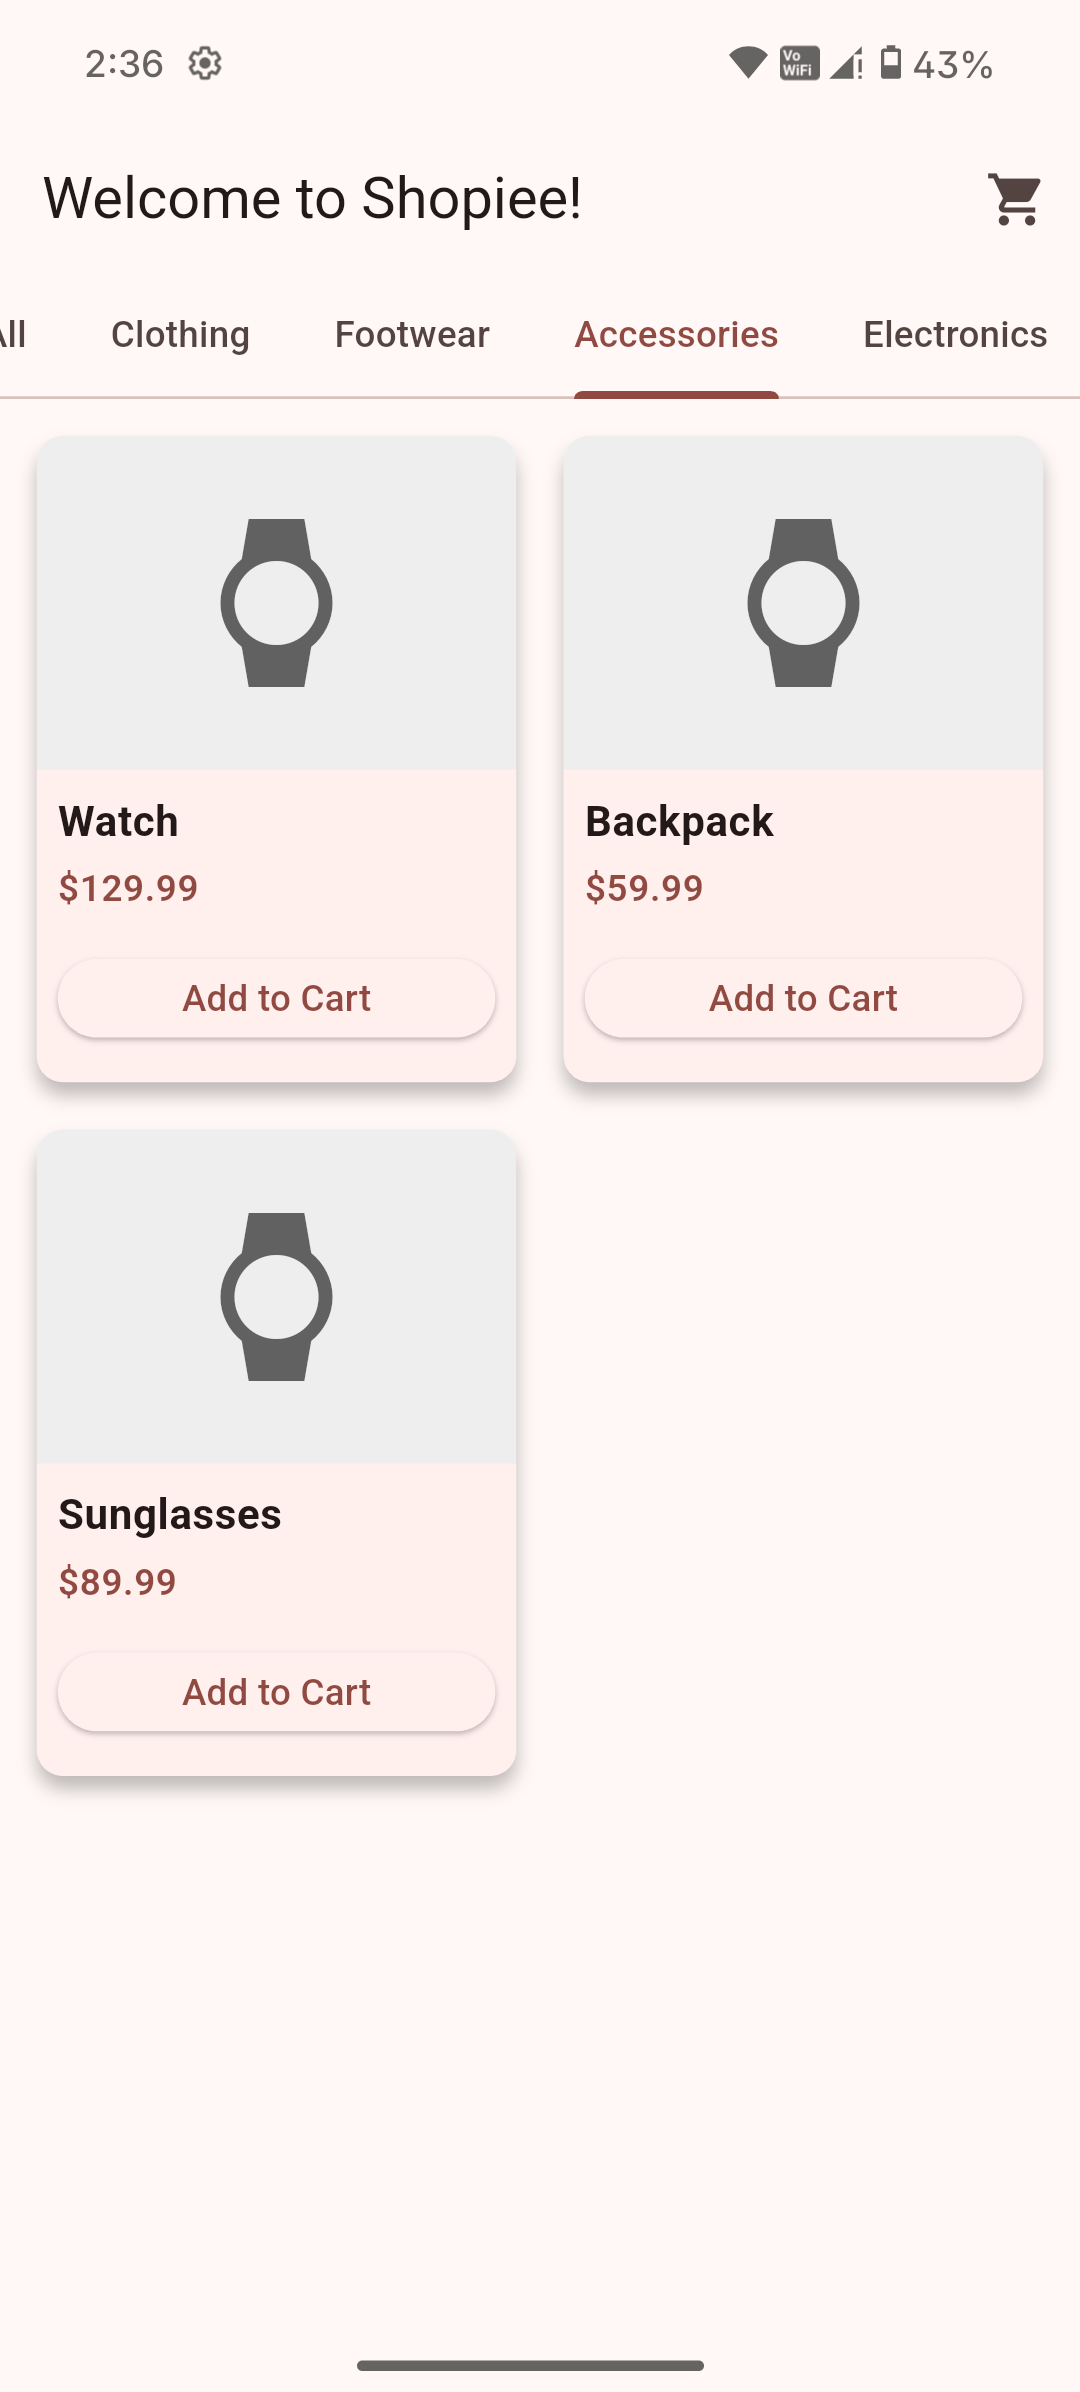 2:36
Vo
WiFi
43%
Welcome to Shopiee!
All Clothing Footwear Accessories Electronics
Watch Backpack
$129.99 $59.99
Add to Cart Add to Cart
Sunglasses
$89.99
Add to Cart